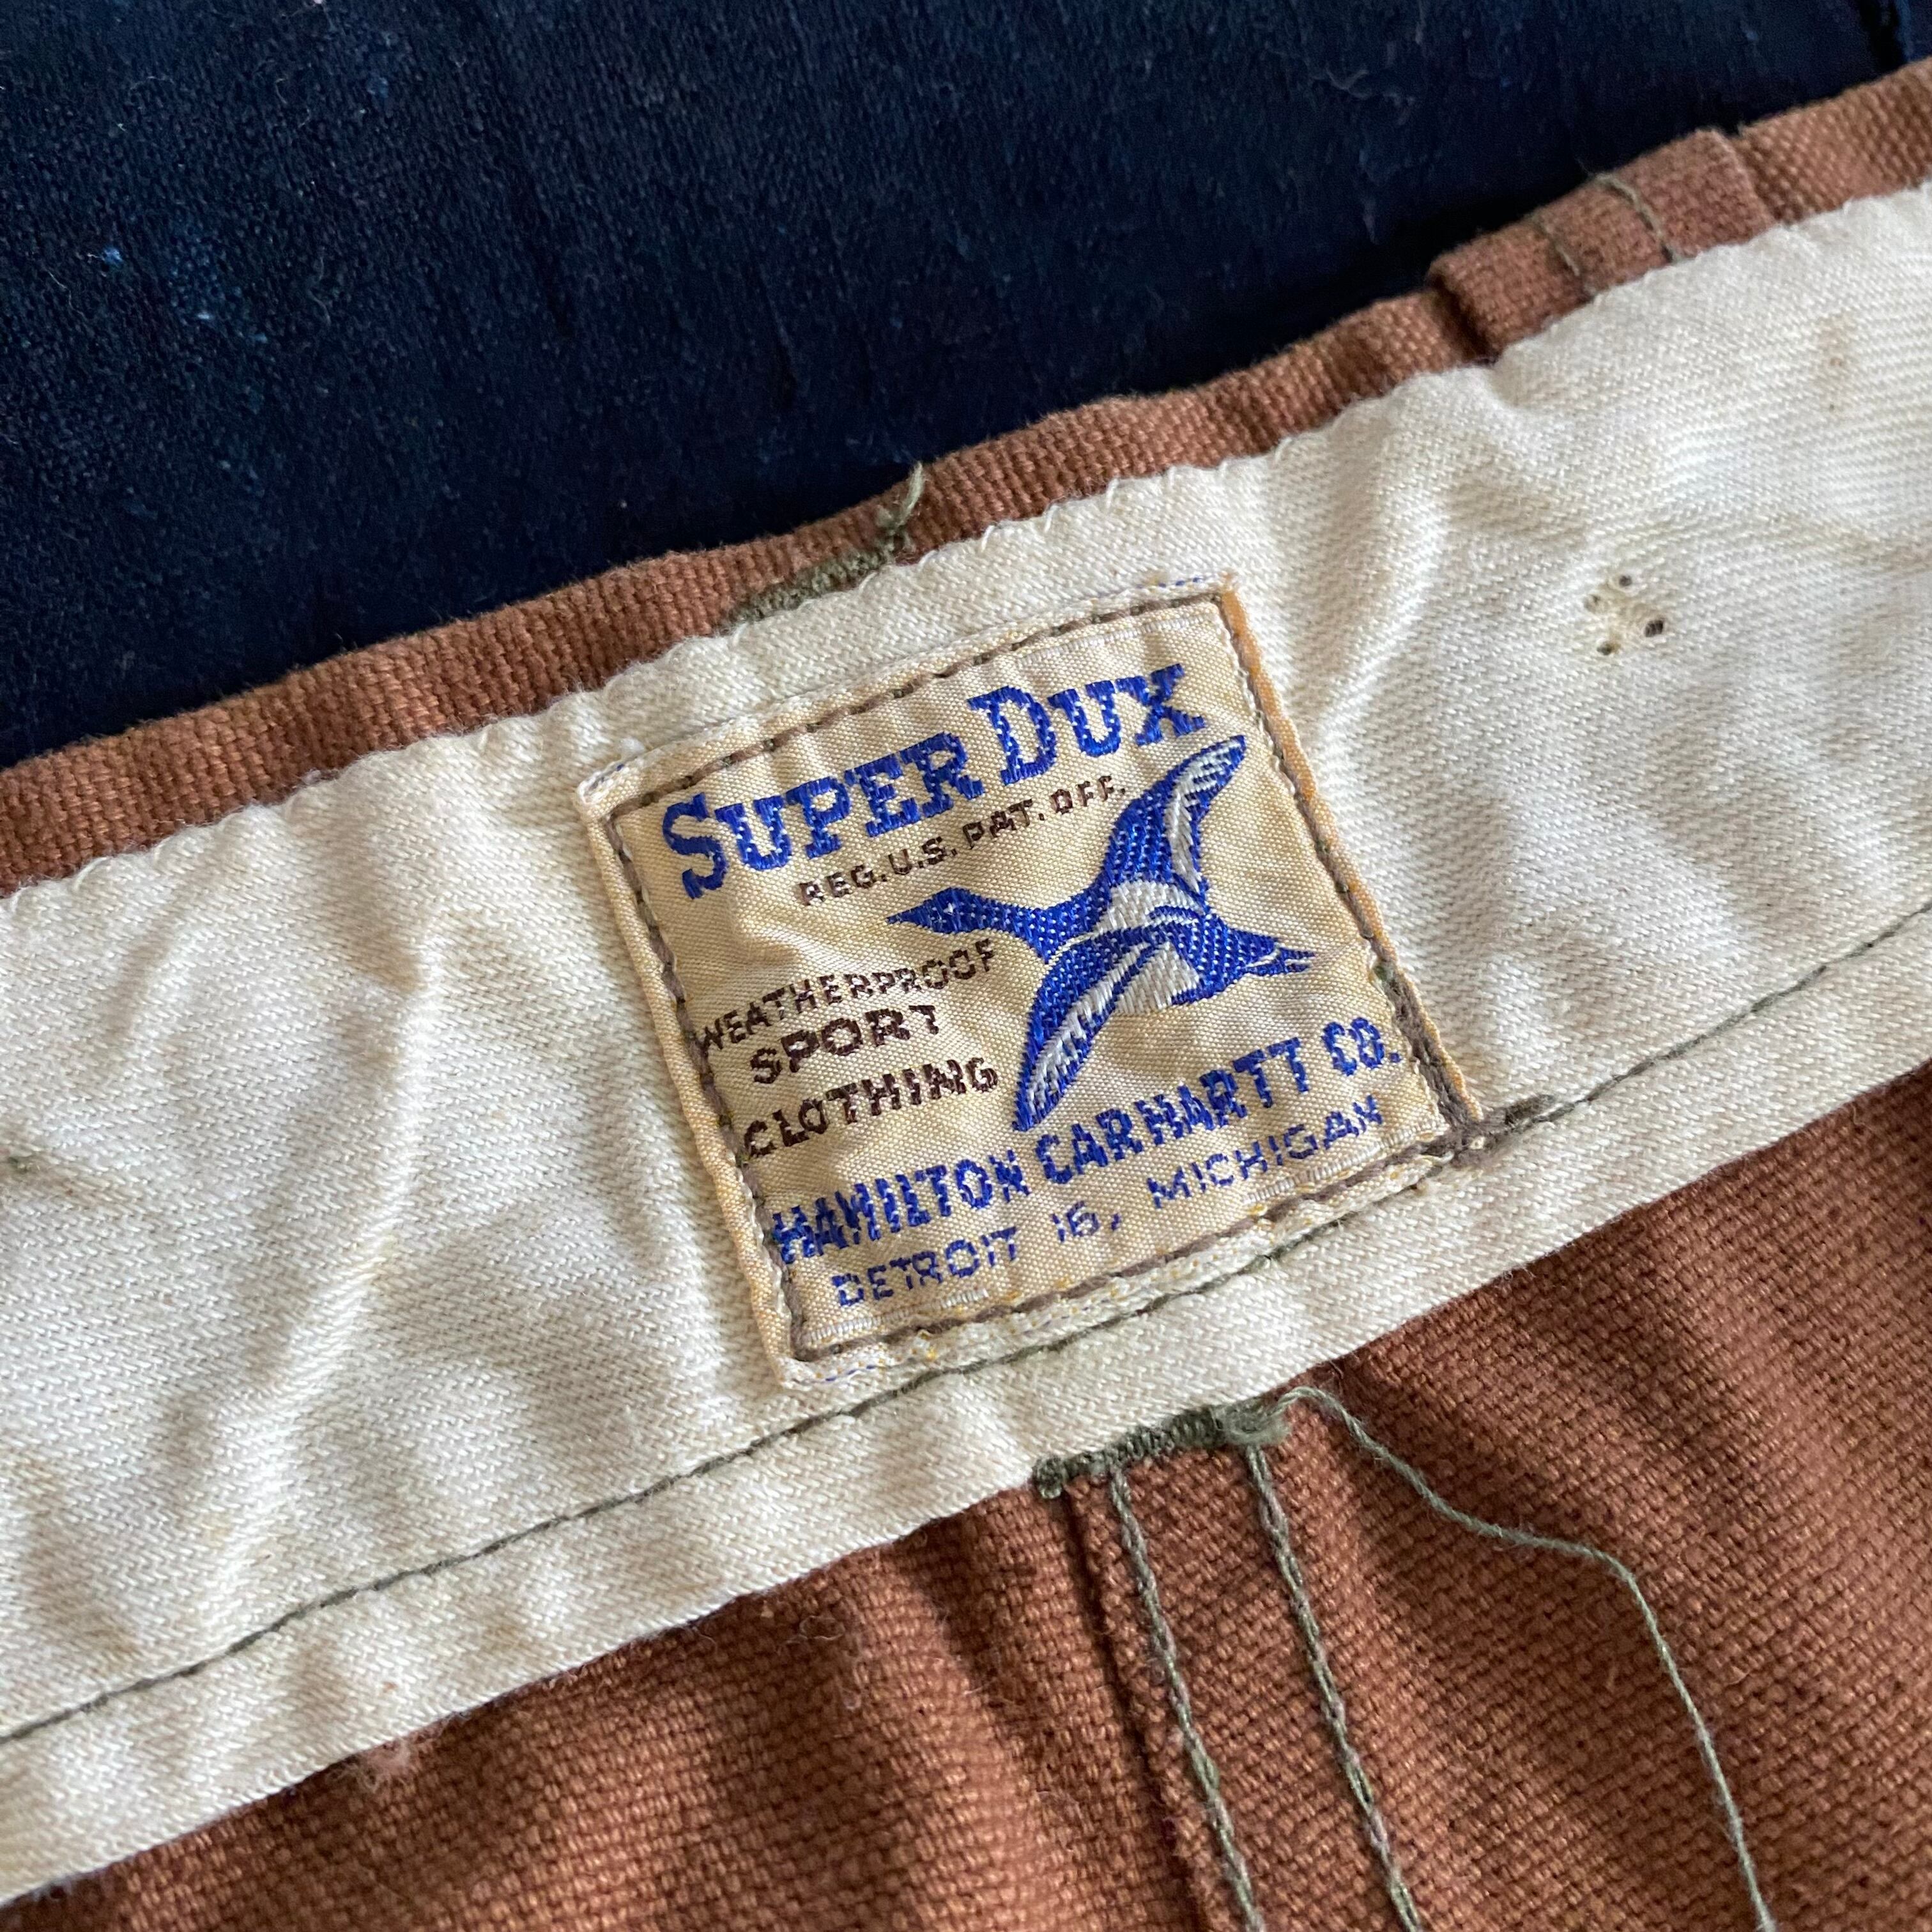 SUPER DUX
REG. U.S. PAT. OFF.
WEATHERPROOF
SPORT
CLOTHING
HAMILTON CARHARTT CO.
DETROIT 16, MICHIGAN